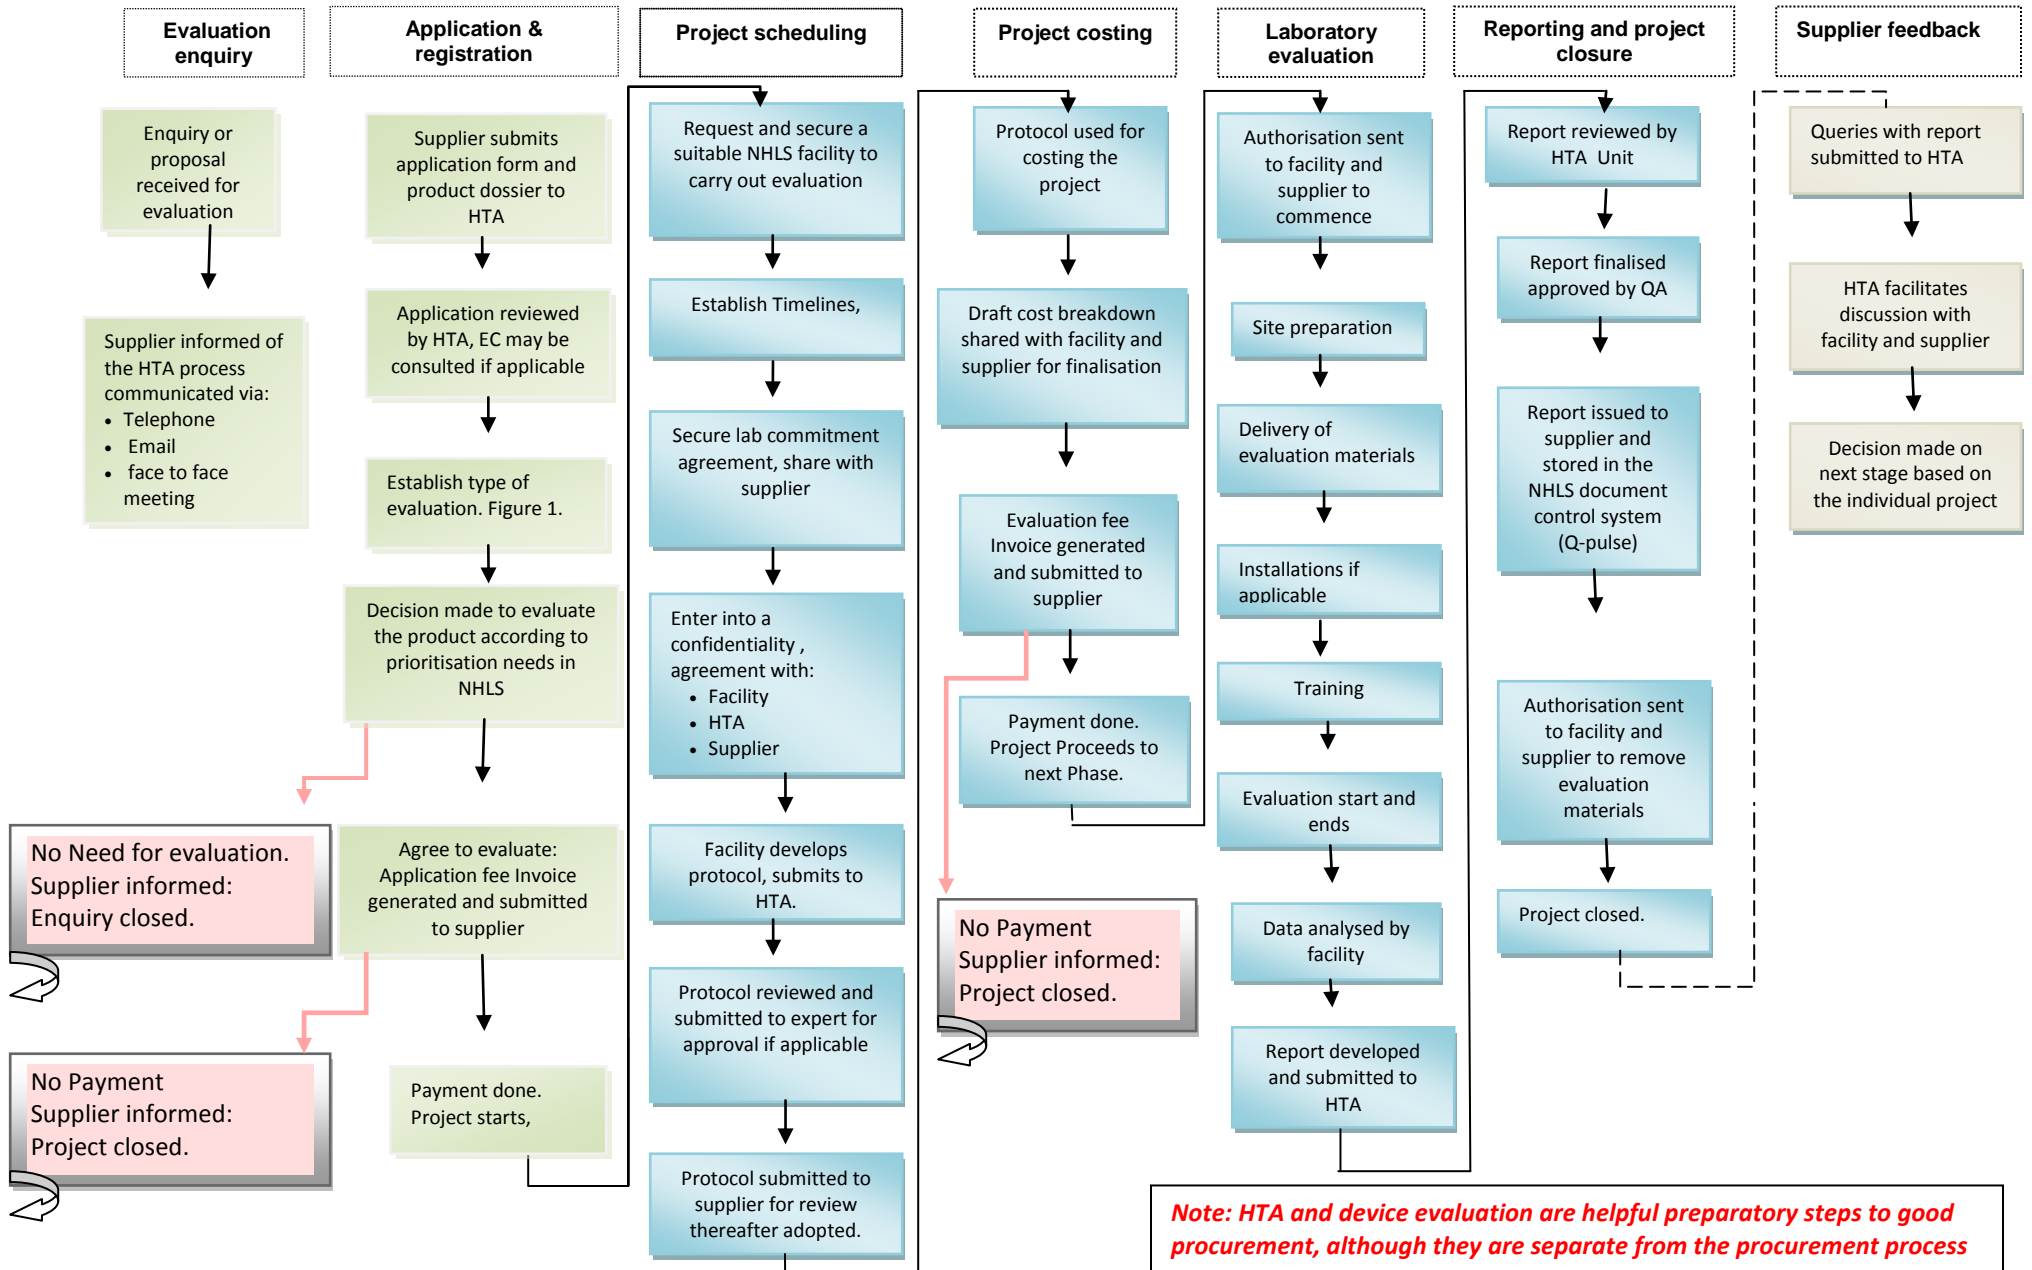 Evaluation
enquiry
Enquiry or
proposal
received for
evaluation
Supplier informed of
the HTA process
communicated via:
• Telephone
• Email
• face to face
meeting
No Need for evaluation.
Supplier informed:
Enquiry closed.
No Payment
Supplier informed:
Project closed.
Application &
registration
Supplier submits
application form and
product dossier to
HTA
Application reviewed
by HTA, EC may be
consulted if applicable
Establish type of
evaluation. Figure 1.
Decision made to evaluate
the product according to
prioritisation needs in
NHLS
Agree to evaluate:
Application fee Invoice
generated and submitted
to supplier
Payment done.
Project starts,
Project scheduling
Request and secure a
suitable NHLS facility to
carry out evaluation
Establish Timelines,
Secure lab commitment
agreement, share with
supplier
Enter into a
confidentiality ,
agreement with:
• Facility
• HTA
• Supplier
Facility develops
protocol, submits to
HTA.
Protocol reviewed and
submitted to expert for
approval if applicable
Protocol submitted to
supplier for review
thereafter adopted.
Project costing
Protocol used for
costing the
project
Draft cost breakdown
shared with facility and
supplier for finalisation
Evaluation fee
Invoice generated
and submitted to
supplier
Payment done.
Project Proceeds to
next Phase.
No Payment
Supplier informed:
Project closed.
Laboratory
evaluation
Authorisation sent
to facility and
supplier to
commence
Site preparation
Delivery of
evaluation materials
Installations if
applicable
Training
Evaluation start and
ends
Data analysed by
facility
Report developed
and submitted to
HTA
Reporting and project
closure
Report reviewed by
HTA Unit
Report finalised
approved by QA
Report issued to
supplier and
stored in the
NHLS document
control system
(Q-pulse)
Authorisation sent
to facility and
supplier to remove
evaluation
materials
Project closed.
Supplier feedback
Queries with report
submitted to HTA
HTA facilitates
discussion with
facility and supplier
Decision made on
next stage based on
the individual project
Note: HTA and device evaluation are helpful preparatory steps to good
procurement, although they are separate from the procurement process